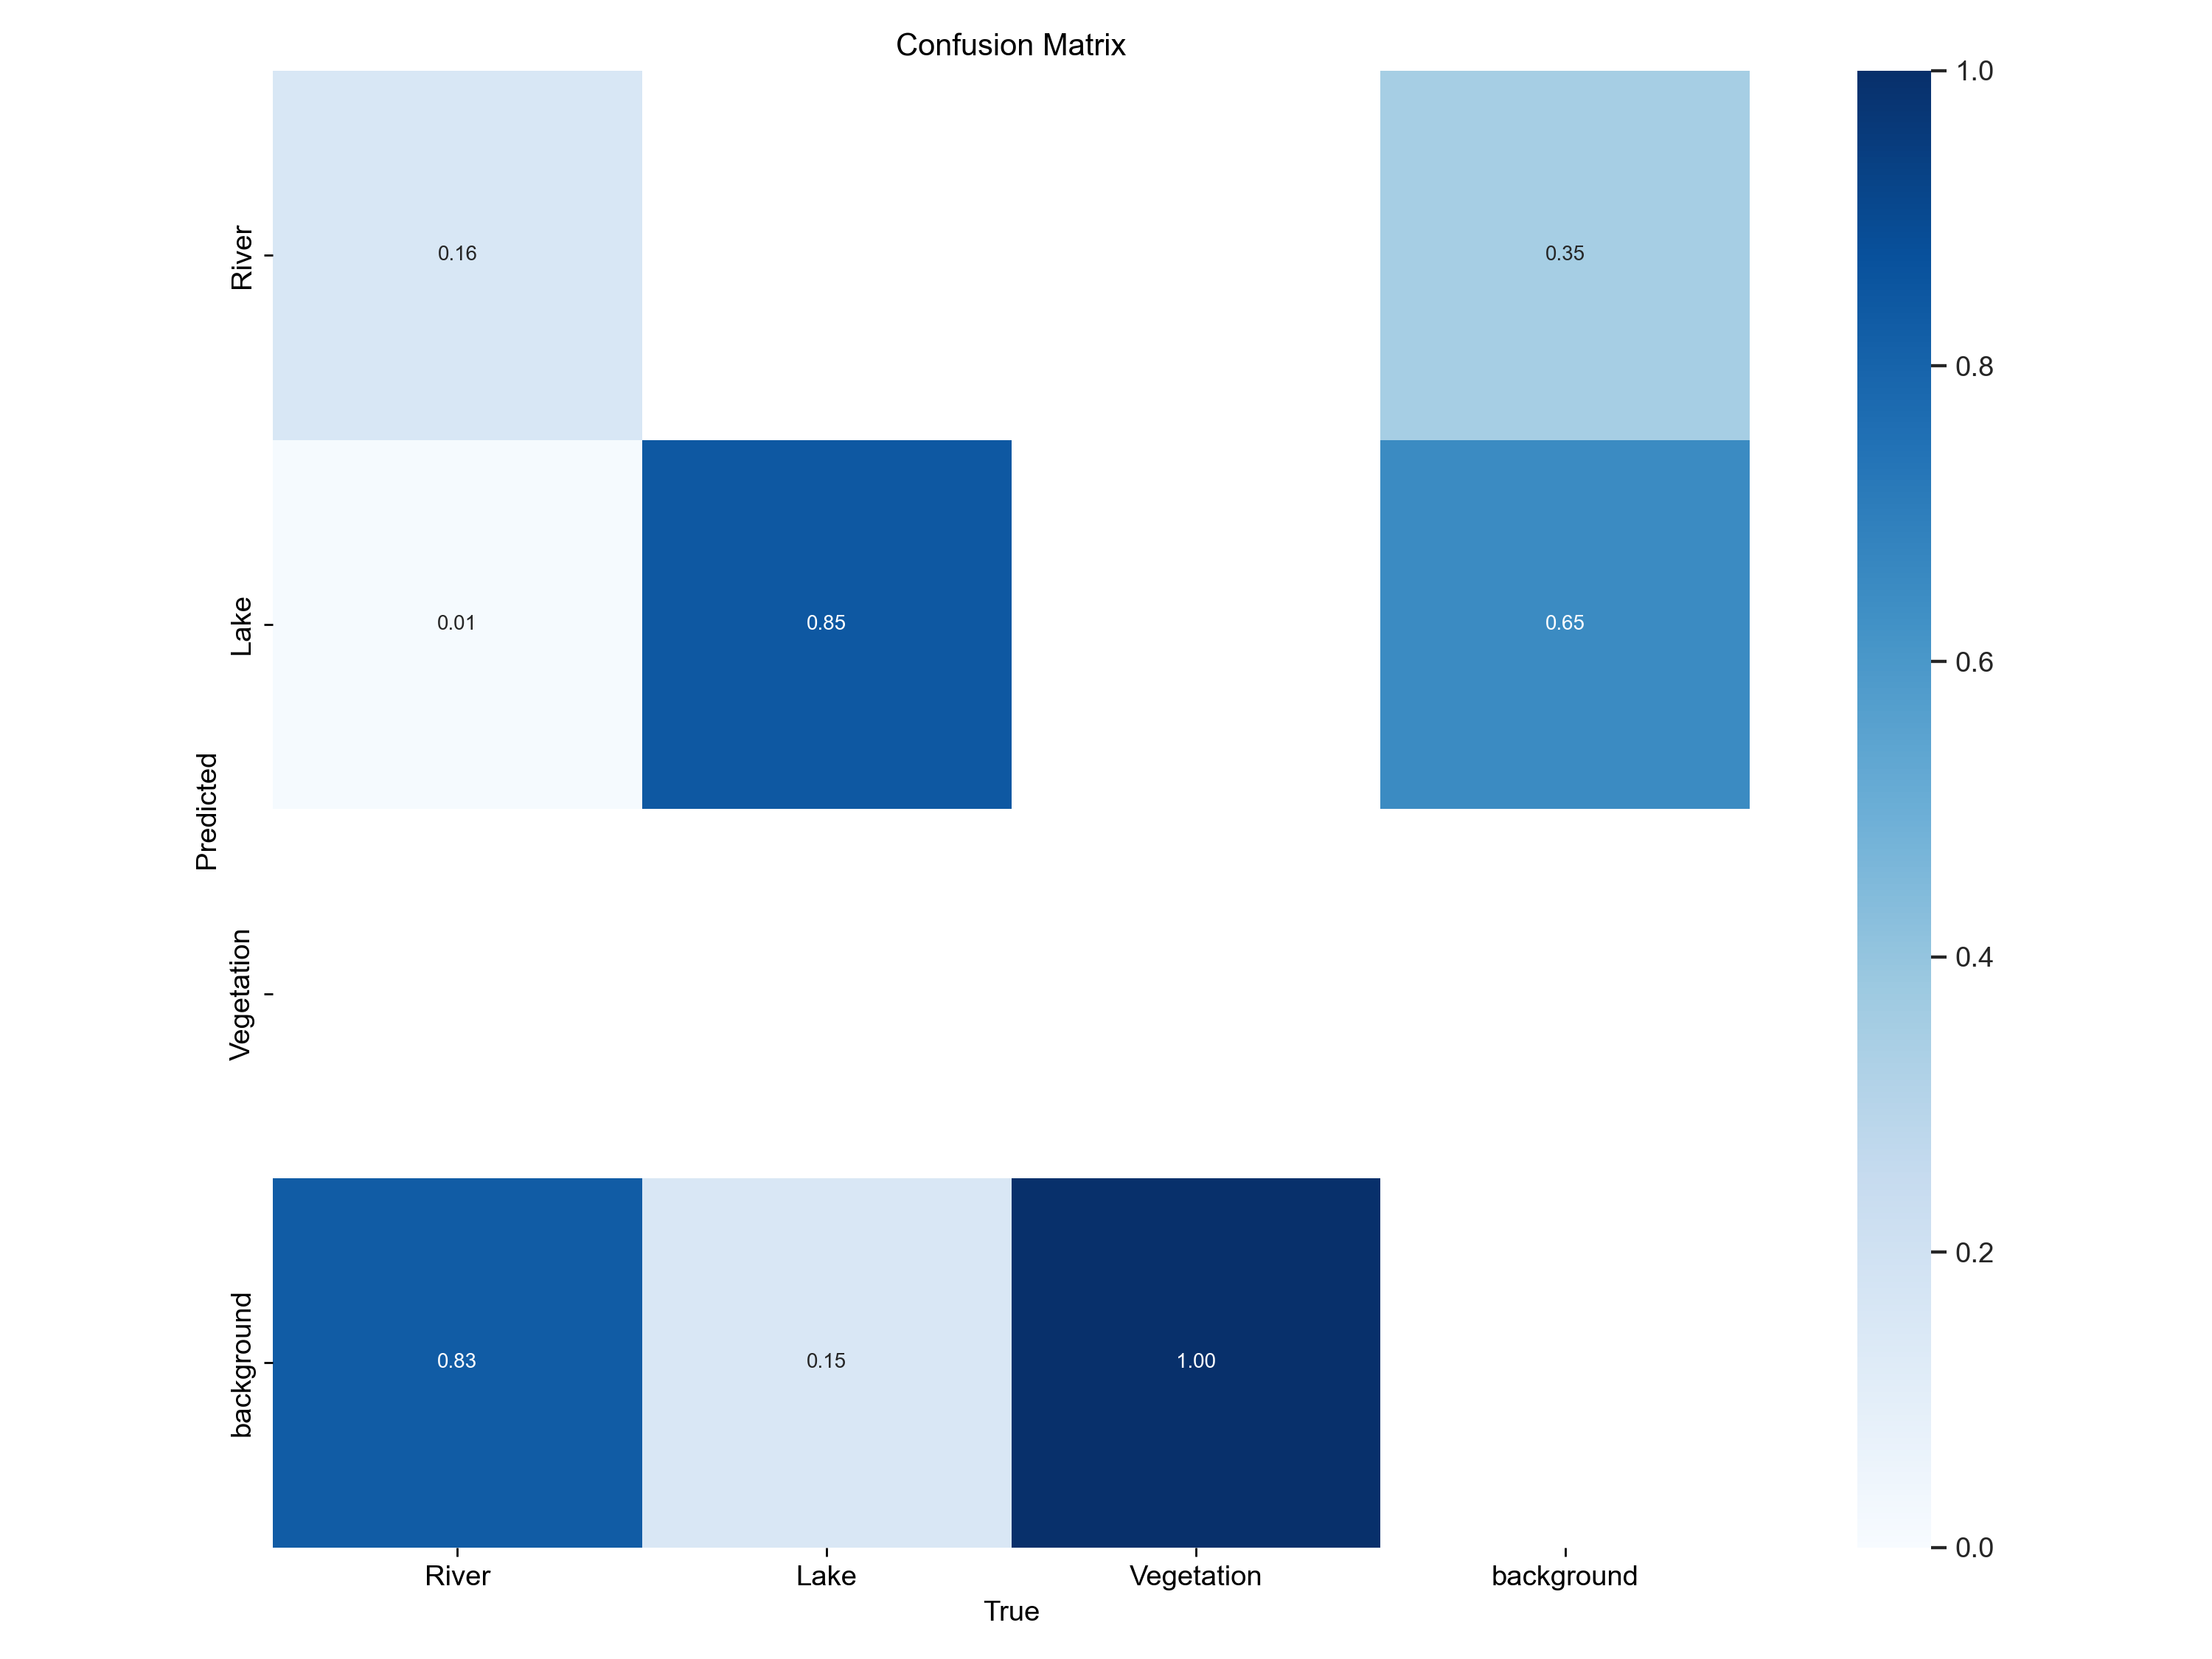 Confusion Matrix
1.0
River
0.16
0.35
0.8
Lake
0.01
0.85
0.65
0.6
Predicted
Vegetation
0.4
0.2
background
0.83
0.15
1.00
0.0
River
Lake
Vegetation
background
True